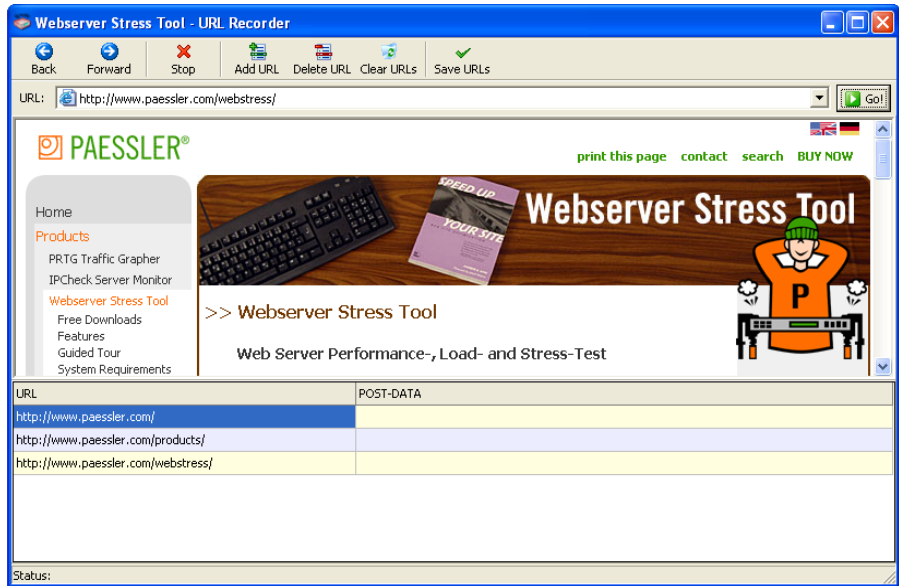 Webserver Stress Tool - URL Recorder
Back Forward Stop Add URL Delete URL Clear URLs Save URLs
URL: http://www.paessler.com/webstress/ Go!
PAESSLER®
print this page contact search BUY NOW
SPEED UP
YOUR SITE
Webserver Stress Tool
Home
Products
PRTG Traffic Grapher
IPCheck Server Monitor
Webserver Stress Tool
Free Downloads
Features
Guided Tour
System Requirements
>> Webserver Stress Tool
Web Server Performance-, Load- and Stress-Test
P
URL POST-DATA
http://www.paessler.com/
http://www.paessler.com/products/
http://www.paessler.com/webstress/
Status: